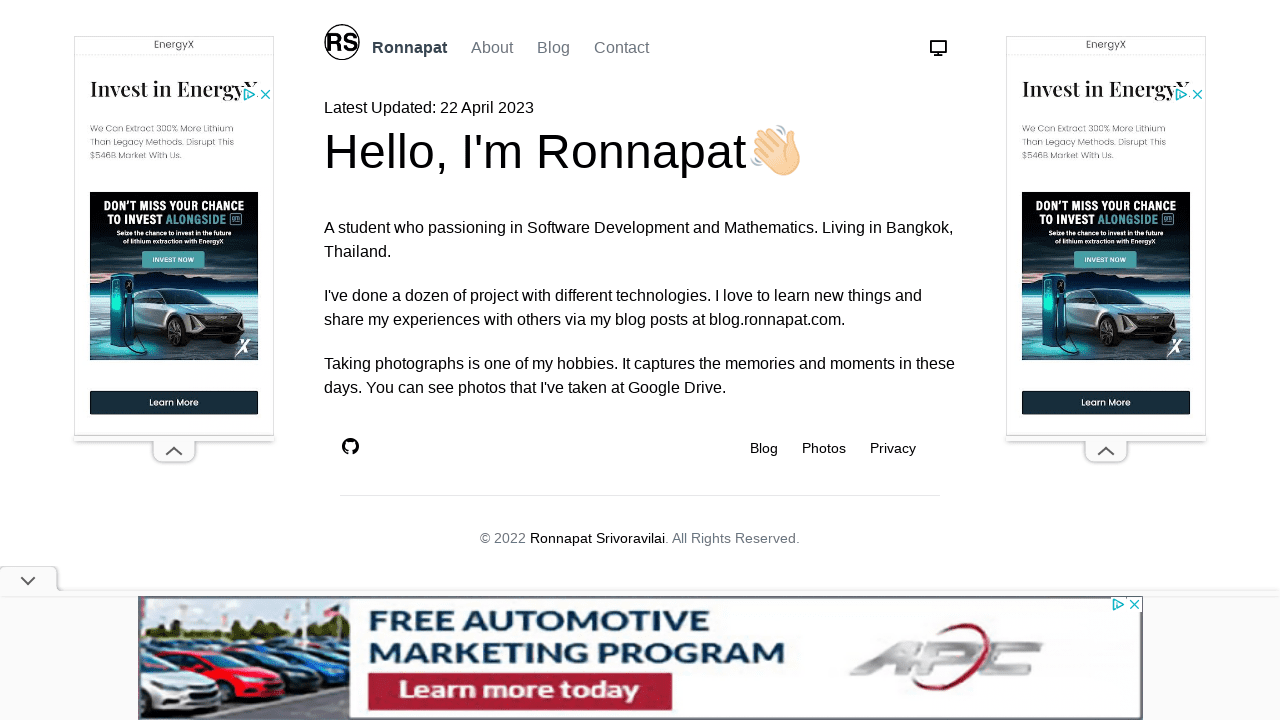 RS
Ronnapat About Blog Contact
Latest Updated: 22 April 2023
Hello, I'm Ronnapat👋🏻
A student who passioning in Software Development and Mathematics. Living in Bangkok,
Thailand.
I've done a dozen of project with different technologies. I love to learn new things and
share my experiences with others via my blog posts at blog.ronnapat.com.
Taking photographs is one of my hobbies. It captures the memories and moments in these
days. You can see photos that I've taken at Google Drive.
Blog Photos Privacy
© 2022 Ronnapat Srivoravilai. All Rights Reserved.
EnergyX
Invest in EnergyX
We Can Extract 300% More Lithium
Than Legacy Methods. Disrupt This
$546B Market With Us.
DON'T MISS YOUR CHANCE
TO INVEST ALONGSIDE gm
Seize the chance to invest in the future
of lithium extraction with EnergyX
INVEST NOW
X
Learn More
EnergyX
Invest in EnergyX
We Can Extract 300% More Lithium
Than Legacy Methods. Disrupt This
$546B Market With Us.
DON'T MISS YOUR CHANCE
TO INVEST ALONGSIDE gm
Seize the chance to invest in the future
of lithium extraction with EnergyX
INVEST NOW
X
Learn More
FREE AUTOMOTIVE
MARKETING PROGRAM
Learn more today
APC